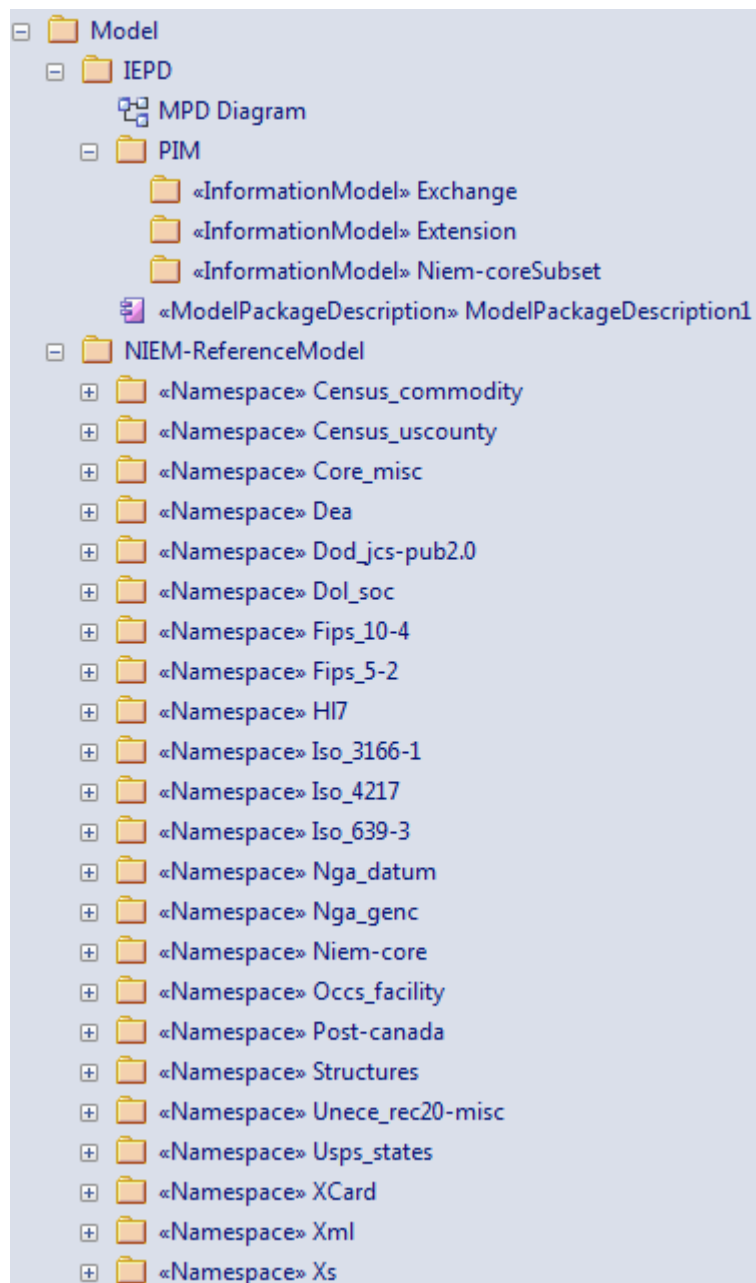 Model
IEPD
MPD Diagram
PIM
«InformationModel» Exchange
«InformationModel» Extension
«InformationModel» Niem-coreSubset
«ModelPackageDescription» ModelPackageDescription1
NIEM-ReferenceModel
«Namespace» Census_commodity
«Namespace» Census_uscounty
«Namespace» Core_misc
«Namespace» Dea
«Namespace» Dod_jcs-pub2.0
«Namespace» Dol_soc
«Namespace» Fips_10-4
«Namespace» Fips_5-2
«Namespace» Hl7
«Namespace» Iso_3166-1
«Namespace» Iso_4217
«Namespace» Iso_639-3
«Namespace» Nga_datum
«Namespace» Nga_genc
«Namespace» Niem-core
«Namespace» Occs_facility
«Namespace» Post-canada
«Namespace» Structures
«Namespace» Unece_rec20-misc
«Namespace» Usps_states
«Namespace» XCard
«Namespace» Xml
«Namespace» Xs